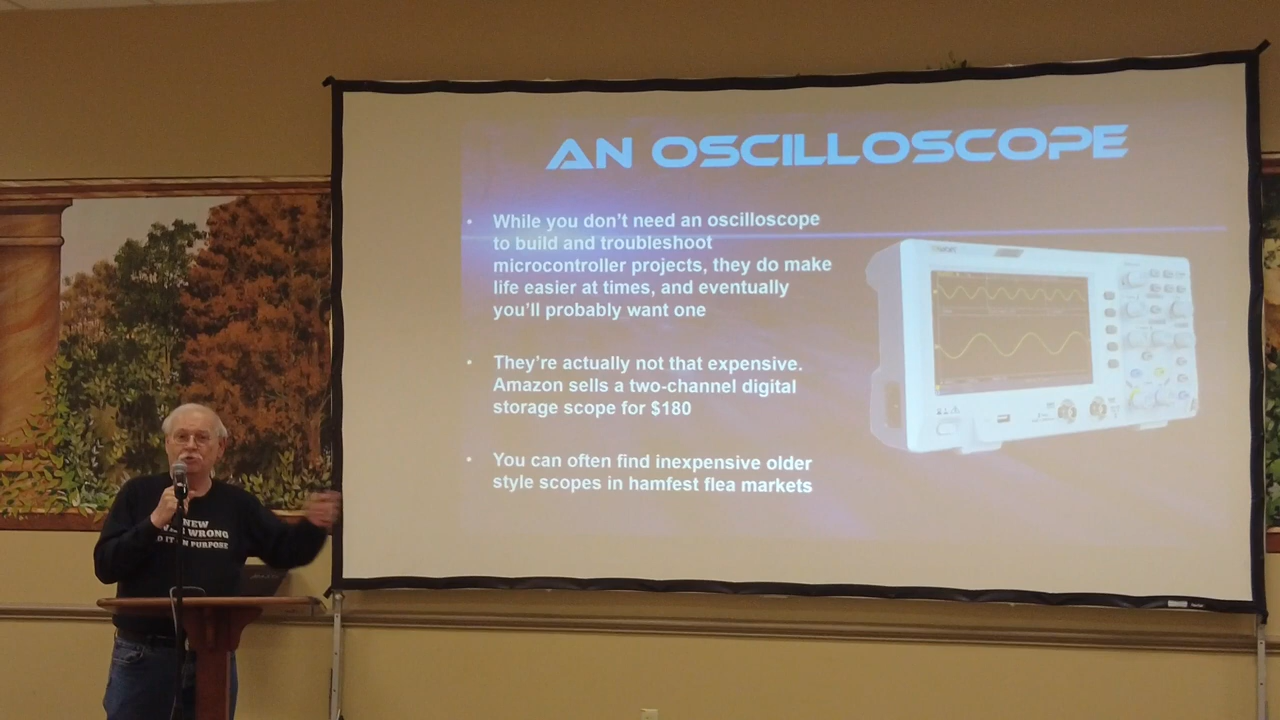 AN OSCILLOSCOPE
• While you don't need an oscilloscope
to build and troubleshoot
microcontroller projects, they do make
life easier at times, and eventually
you'll probably want one
• They're actually not that expensive.
Amazon sells a two-channel digital
storage scope for $180
• You can often find inexpensive older
style scopes in hamfest flea markets
NEW
WRONG
PURPOSE